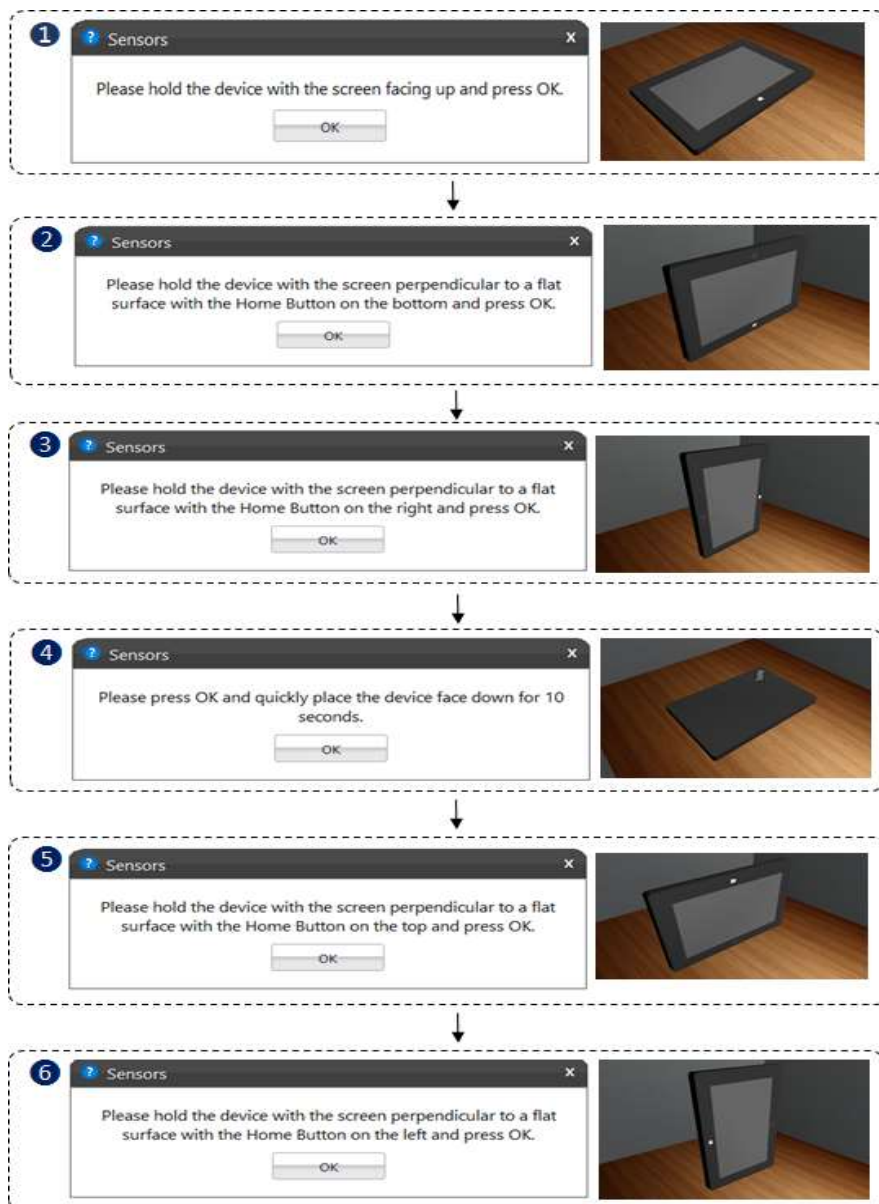 1
? Sensors x
Please hold the device with the screen facing up and press OK.
OK
2
? Sensors x
Please hold the device with the screen perpendicular to a flat
surface with the Home Button on the bottom and press OK.
OK
3
? Sensors x
Please hold the device with the screen perpendicular to a flat
surface with the Home Button on the right and press OK.
OK
4
? Sensors x
Please press OK and quickly place the device face down for 10
seconds.
OK
5
? Sensors x
Please hold the device with the screen perpendicular to a flat
surface with the Home Button on the top and press OK.
OK
6
? Sensors x
Please hold the device with the screen perpendicular to a flat
surface with the Home Button on the left and press OK.
OK